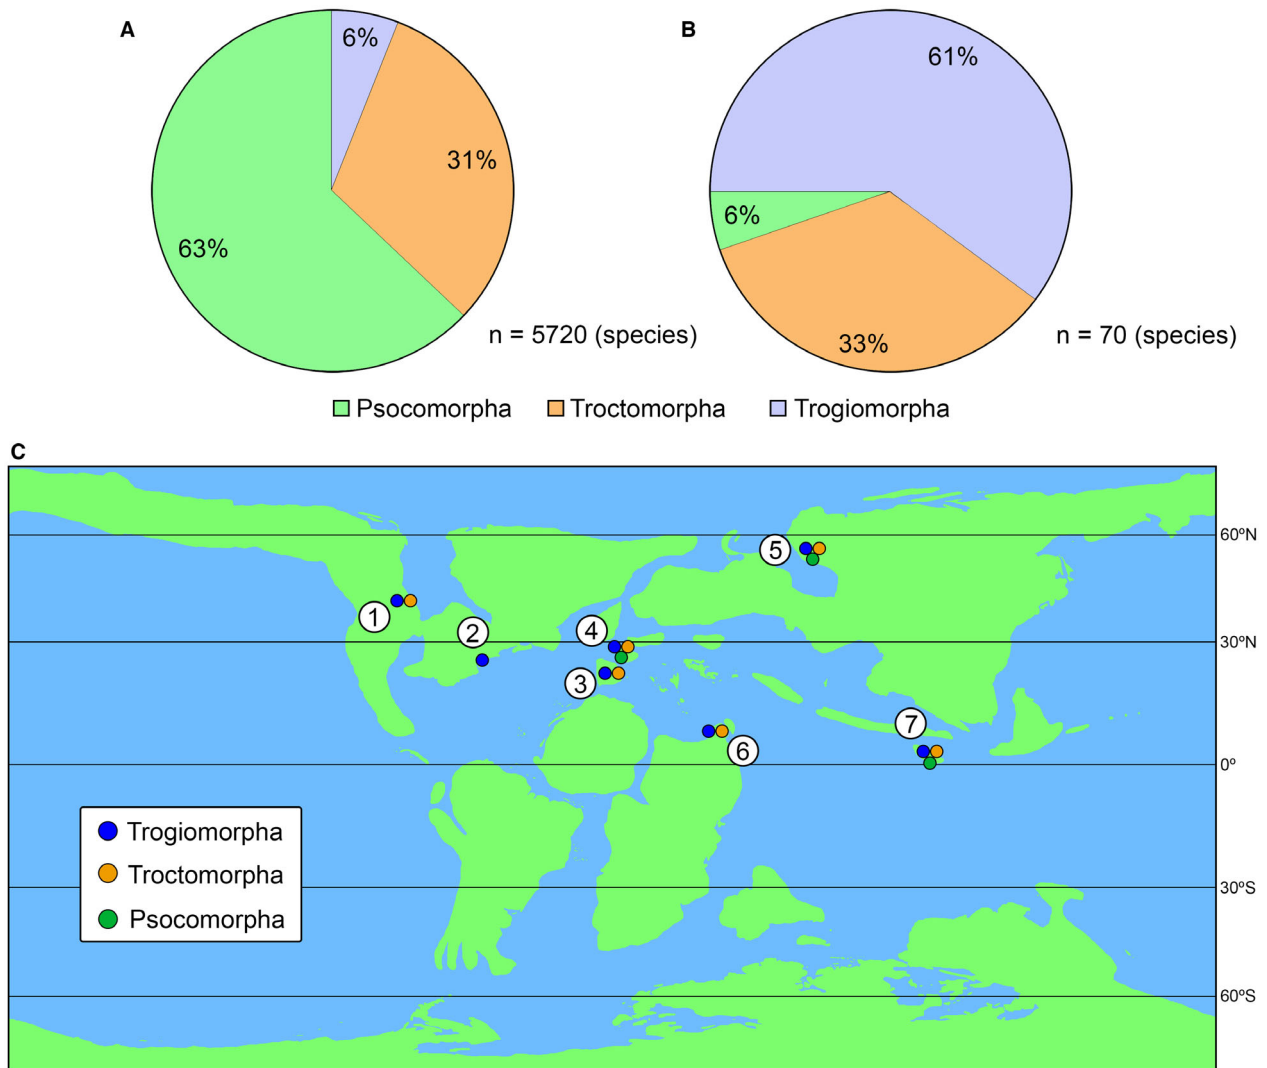 A
6%
31%
63%
n = 5720 (species)
B
61%
6%
33%
n = 70 (species)
Psocomorpha Troctomorpha Trogiomorpha
C
60ºN
5
1
2
4
30ºN
3
7
6
0º
Trogiomorpha
Troctomorpha
30ºS
Psocomorpha
60ºS